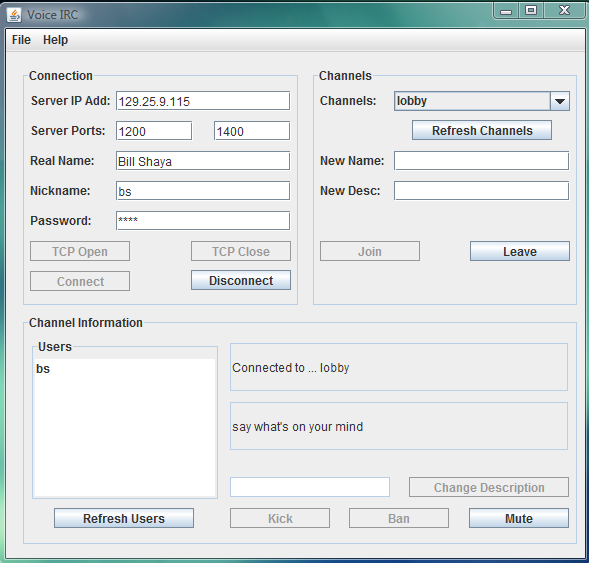 Voice IRC
File Help
Connection
Server IP Add: 129.25.9.115
Server Ports: 1200 1400
Real Name: Bill Shaya
Nickname: bs
Password: ****
TCP Open TCP Close
Connect Disconnect
Channels
Channels: lobby
Refresh Channels
New Name:
New Desc:
Join Leave
Channel Information
Users
bs
Connected to ... lobby
say what's on your mind
Change Description
Refresh Users Kick Ban Mute